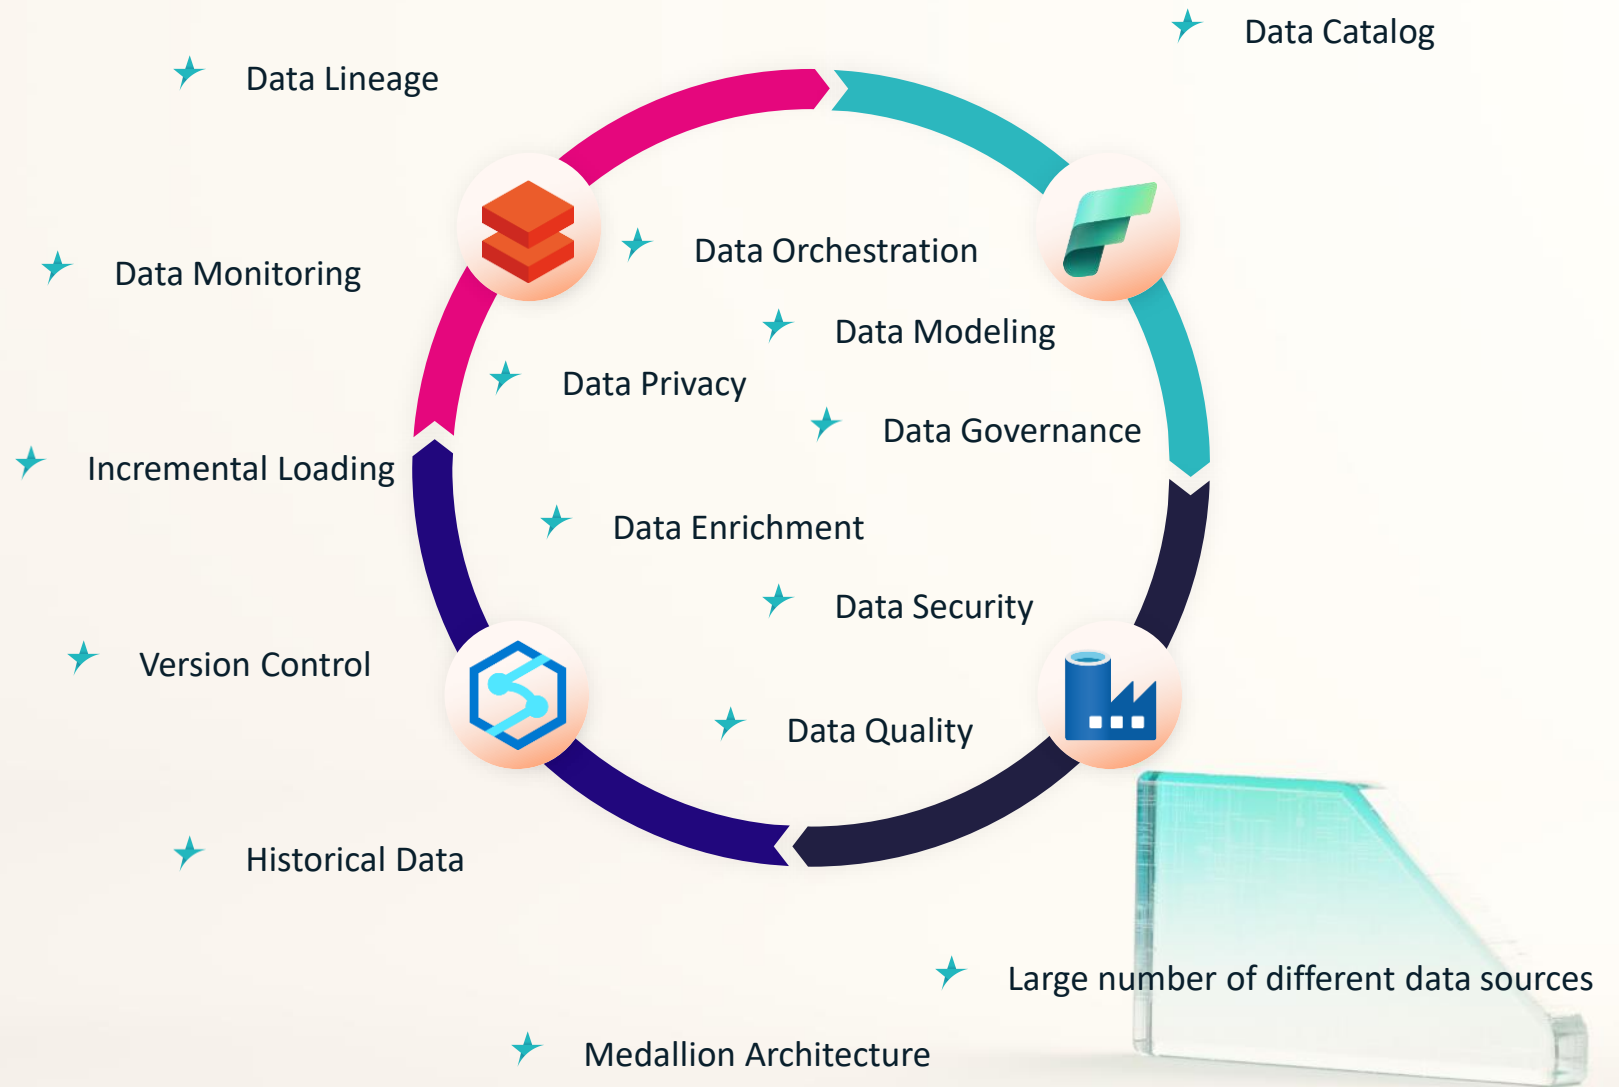 Data Catalog
Data Lineage
Data Orchestration
Data Monitoring
Data Modeling
Data Privacy
Data Governance
Incremental Loading
Data Enrichment
Data Security
Version Control
Data Quality
Historical Data
Large number of different data sources
Medallion Architecture